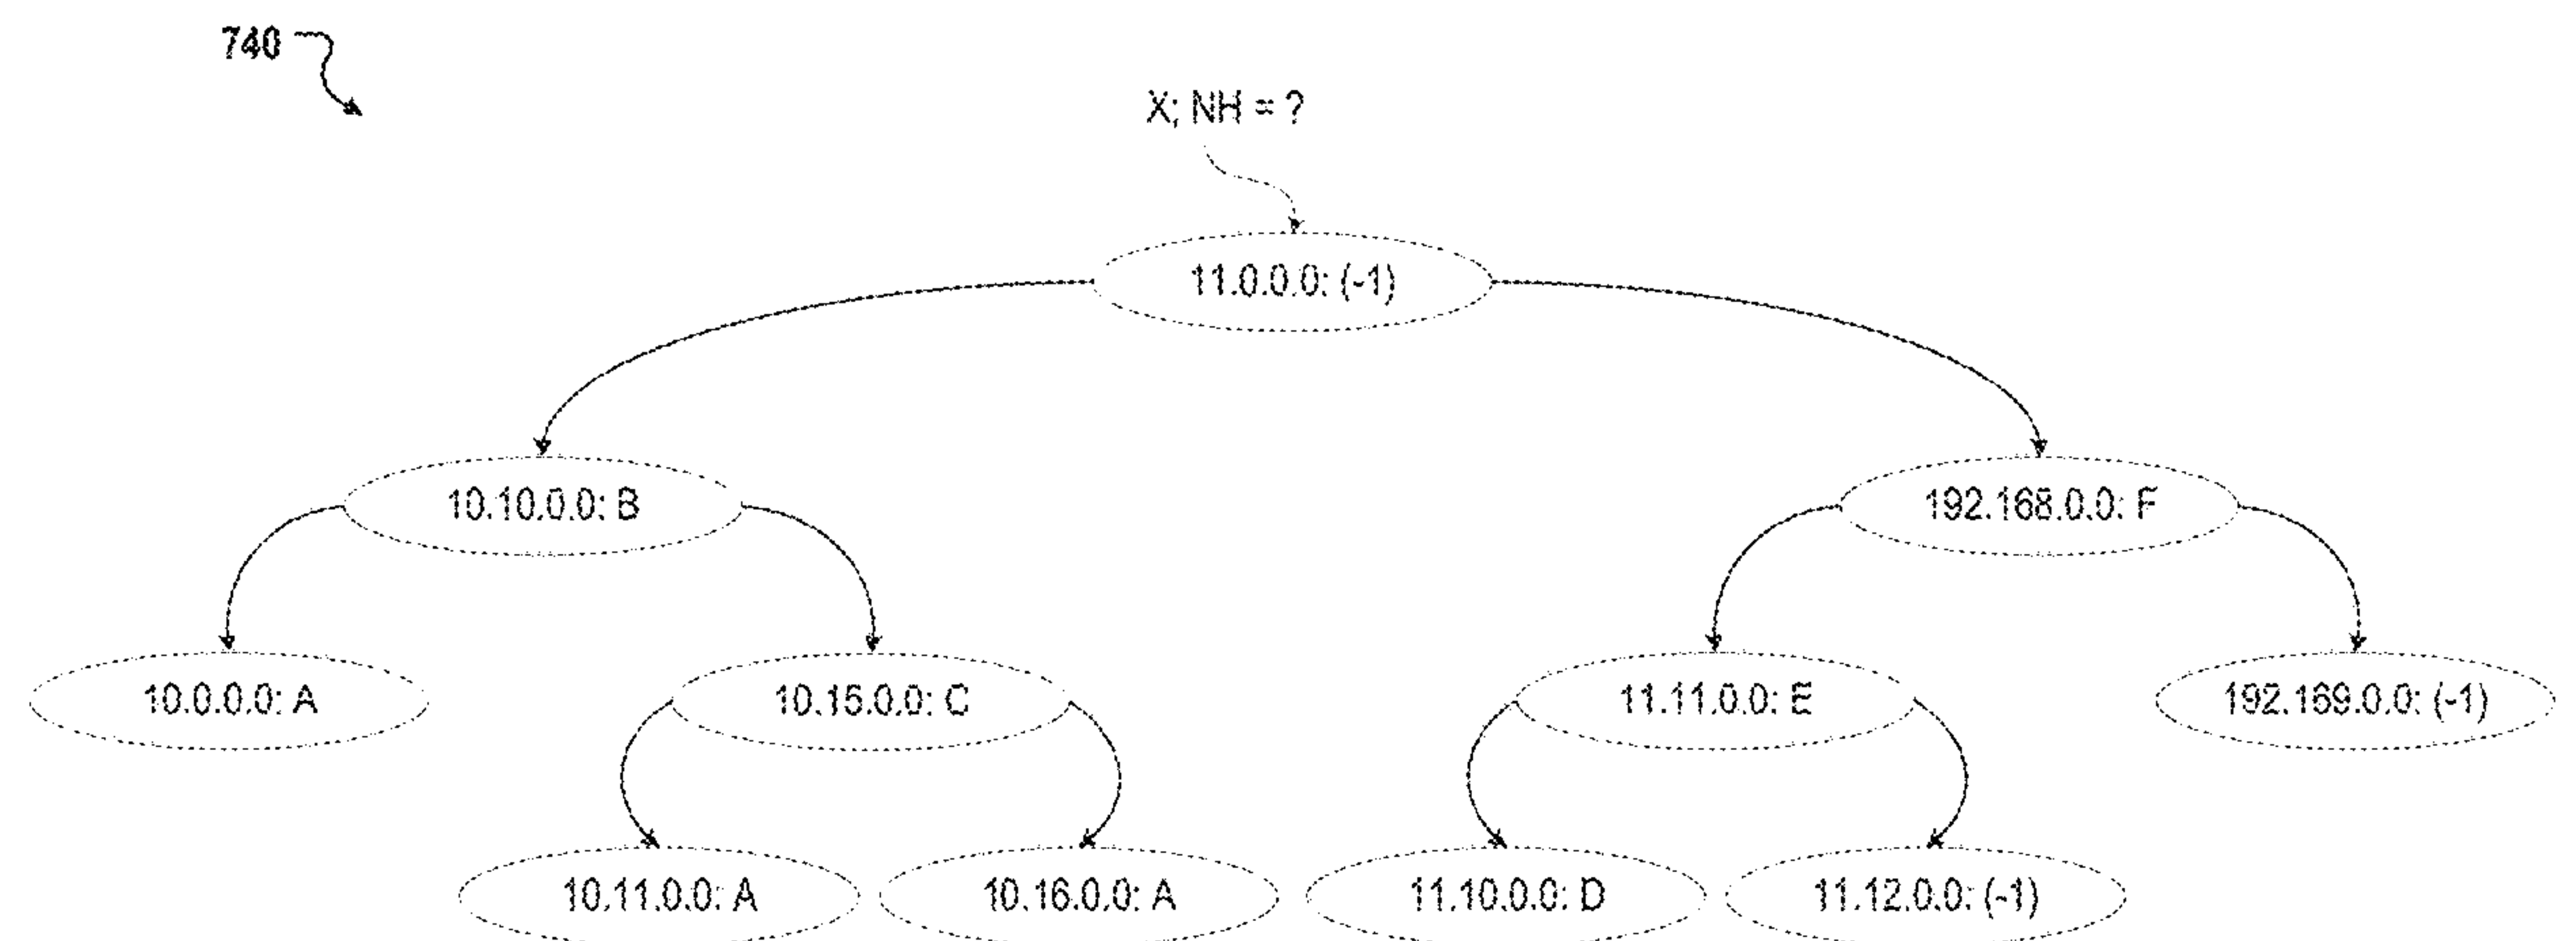 740
X; NH = ?
11.0.0.0: (-1)
10.10.0.0: B
192.168.0.0: F
10.0.0.0: A
10.15.0.0: C
11.11.0.0: E
192.169.0.0: (-1)
10.11.0.0: A
10.16.0.0: A
11.10.0.0: D
11.12.0.0: (-1)